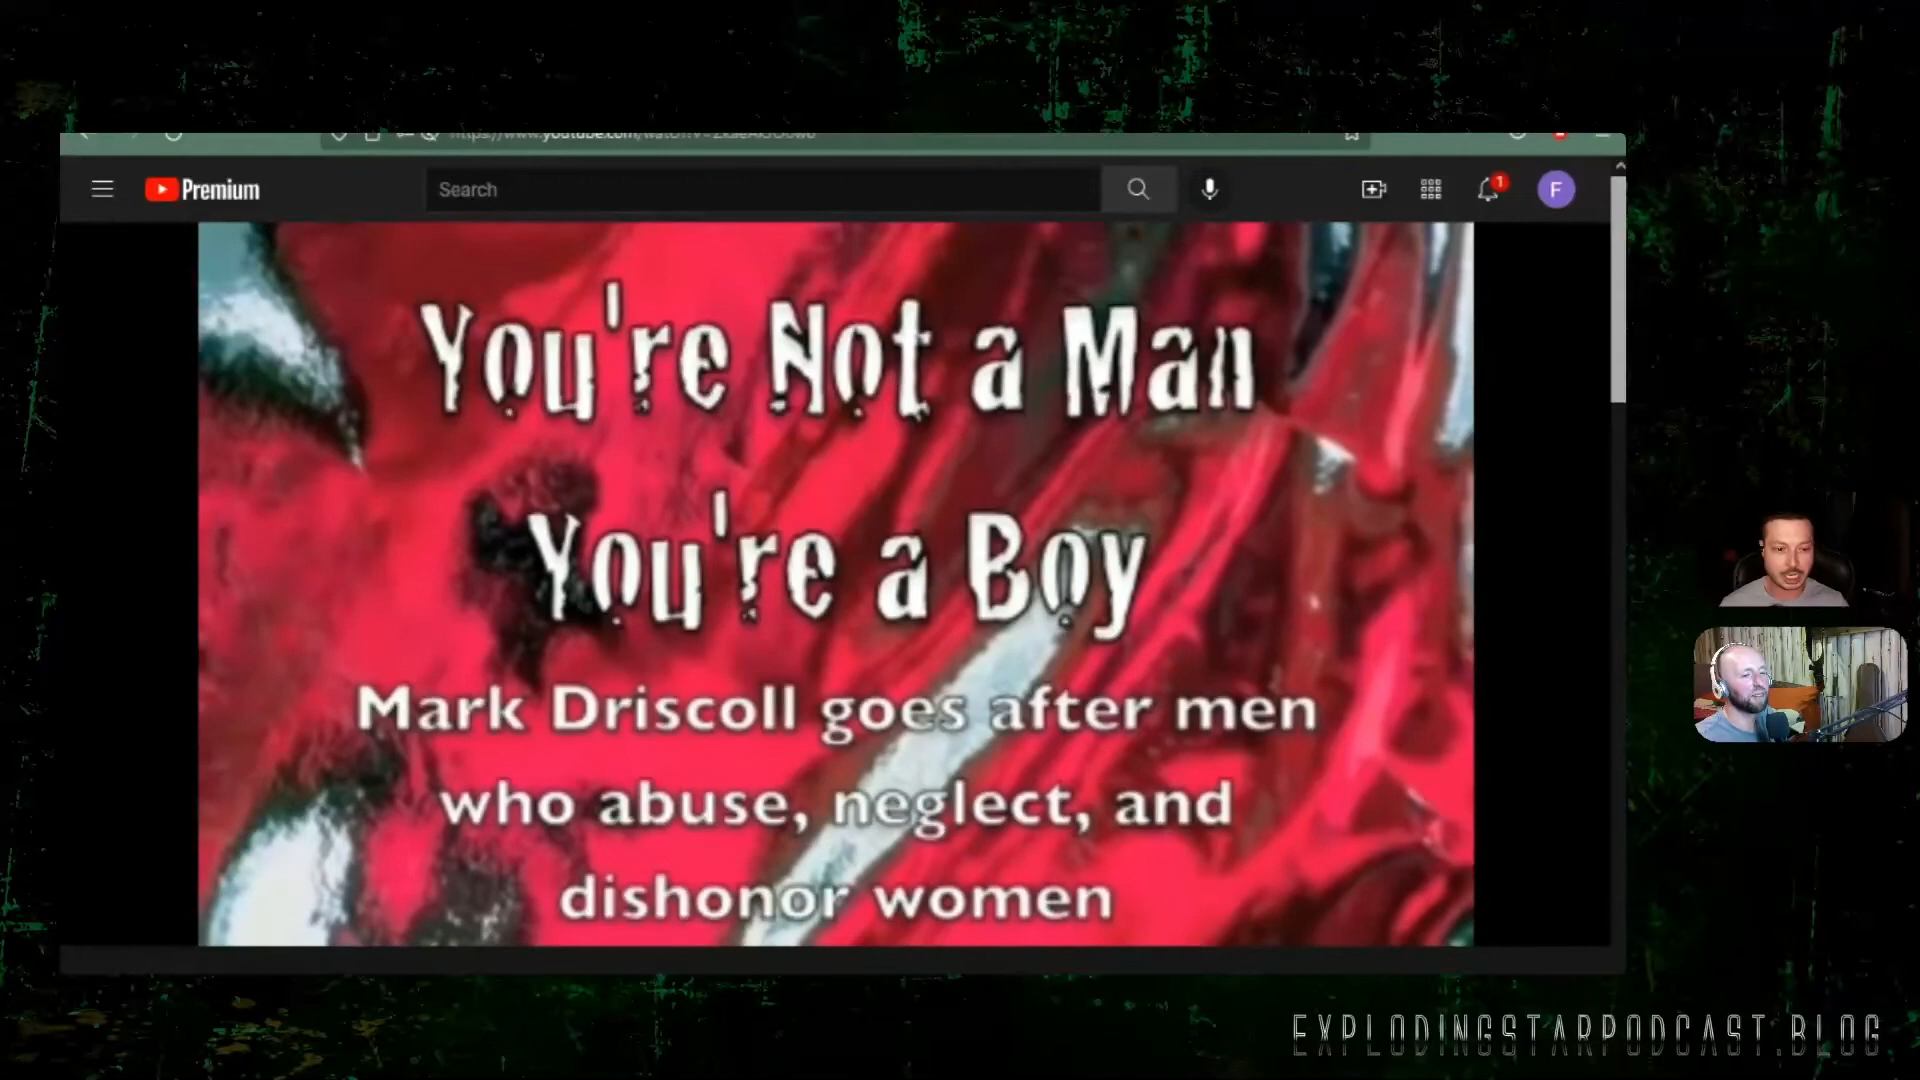 Premium
Search
1
F
You're Not a Man
You're a Boy
Mark Driscoll goes after men
who abuse, neglect, and
dishonor women
EXPLODINGSTARPODCAST.BLOG